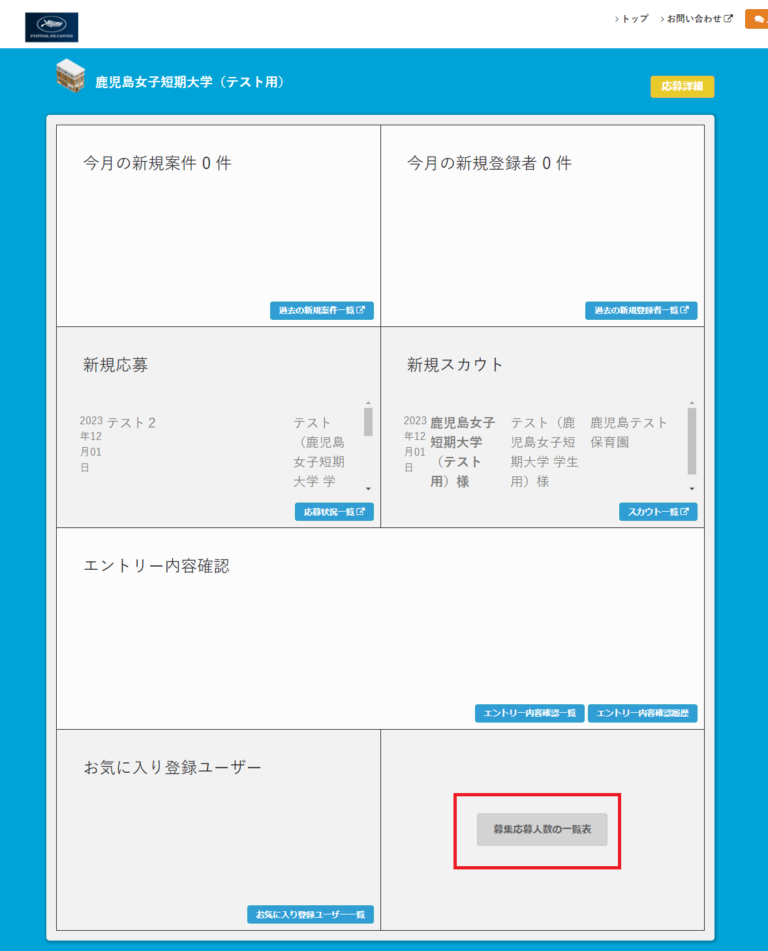 トップ
お問い合わせ
鹿児島女子短期大学（テスト用）
応募詳細
今月の新規案件 0 件
過去の新規案件一覧
今月の新規登録者 0 件
過去の新規登録者一覧
新規応募
2023
年12
月01
日
テスト２
テスト
（鹿児島
女子短期
大学 学
応募状況一覧
新規スカウト
2023
年12
月01
日
鹿児島女子
短期大学
（テスト
用）様
テスト（鹿
児島女子短
期大学 学生
用）様
鹿児島テスト
保育園
スカウト一覧
エントリー内容確認
エントリー内容確認一覧
エントリー内容確認履歴
お気に入り登録ユーザー
お気に入り登録ユーザー一覧
募集応募人数の一覧表